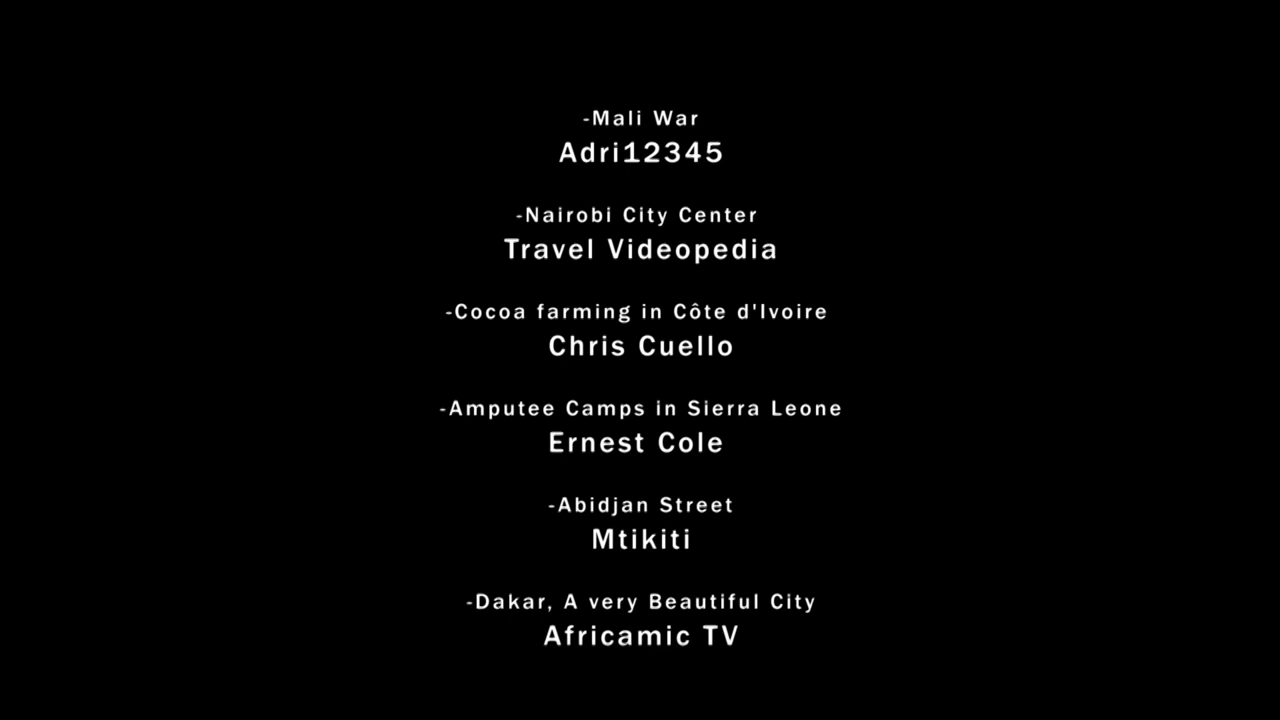 -Mali War
Adri12345
-Nairobi City Center
Travel Videopedia
-Cocoa farming in Côte d'Ivoire
Chris Cuello
-Amputee Camps in Sierra Leone
Ernest Cole
-Abidjan Street
Mtikiti
-Dakar, A very Beautiful City
Africamic TV